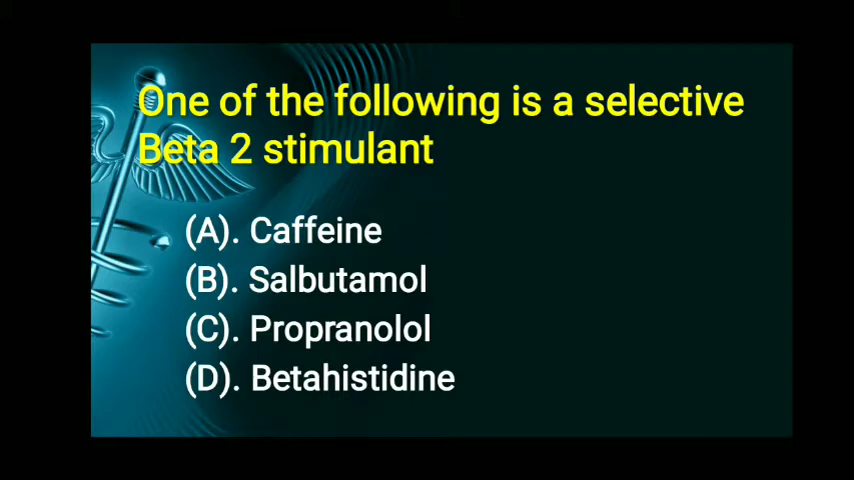 One of the following is a selective
Beta 2 stimulant
(A). Caffeine
(B). Salbutamol
(C). Propranolol
(D). Betahistidine